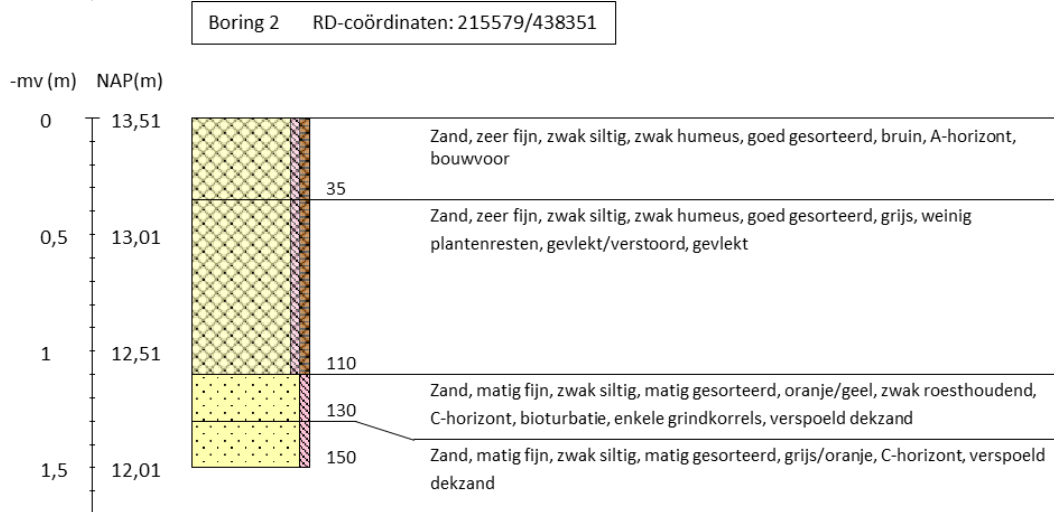 Boring 2 RD-coördinaten: 215579/438351
-mv (m) NAP(m)
0 13,51
Zand, zeer fijn, zwak siltig, zwak humeus, goed gesorteerd, bruin, A-horizont,
bouwvoor
35
Zand, zeer fijn, zwak siltig, zwak humeus, goed gesorteerd, grijs, weinig
plantenresten, gevlekt/verstoord, gevlekt
0,5 13,01
1 12,51
110
Zand, matig fijn, zwak siltig, matig gesorteerd, oranje/geel, zwak roesthoudend,
C-horizont, bioturbatie, enkele grindkorrels, verspoeld dekzand
130
150
Zand, matig fijn, zwak siltig, matig gesorteerd, grijs/oranje, C-horizont, verspoeld
dekzand
1,5 12,01